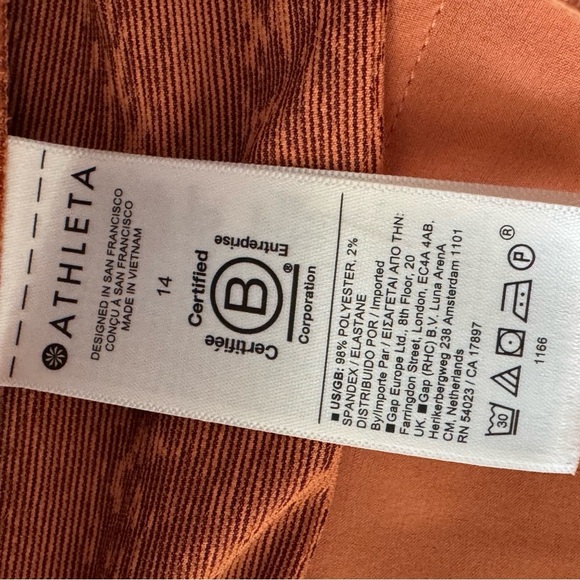 ATHLETA
DESIGNED IN SAN FRANCISCO
CONÇU À SAN FRANCISCO
MADE IN VIETNAM
14
Certified Certifiée
B
®
Entreprise Corporation
■ US/GB: 98% POLYESTER, 2%
SPANDEX / ELASTANE
DISTRIBUIDO POR / Imported
By/Importe Par / ΕΙΣΑΓΕΤΑΙ ΑΠΟ ΤΗΝ:
■ Gap Europe Ltd., 8th Floor, 20
Farringdon Street, London, EC4A 4AB,
UK. ■ Gap (RHC) B.V. Luna ArenA
Herikerbergweg 238 Amsterdam 1101
CM, Netherlands
RN 54023 / CA 17897
30 P ®
1166